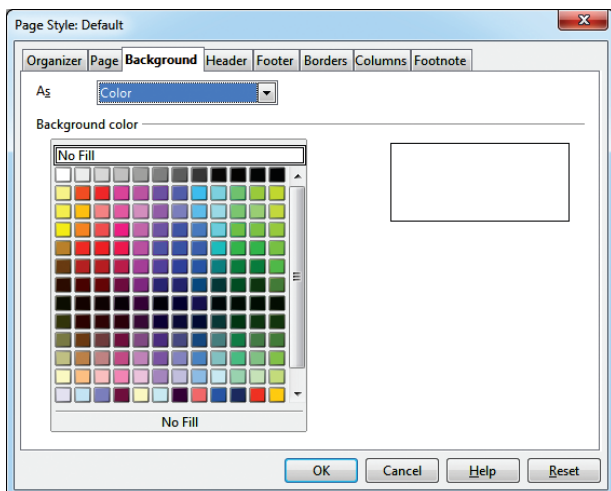 Page Style: Default
Organizer Page Background Header Footer Borders Columns Footnote
As Color
Background color
No Fill
No Fill
OK Cancel Help Reset